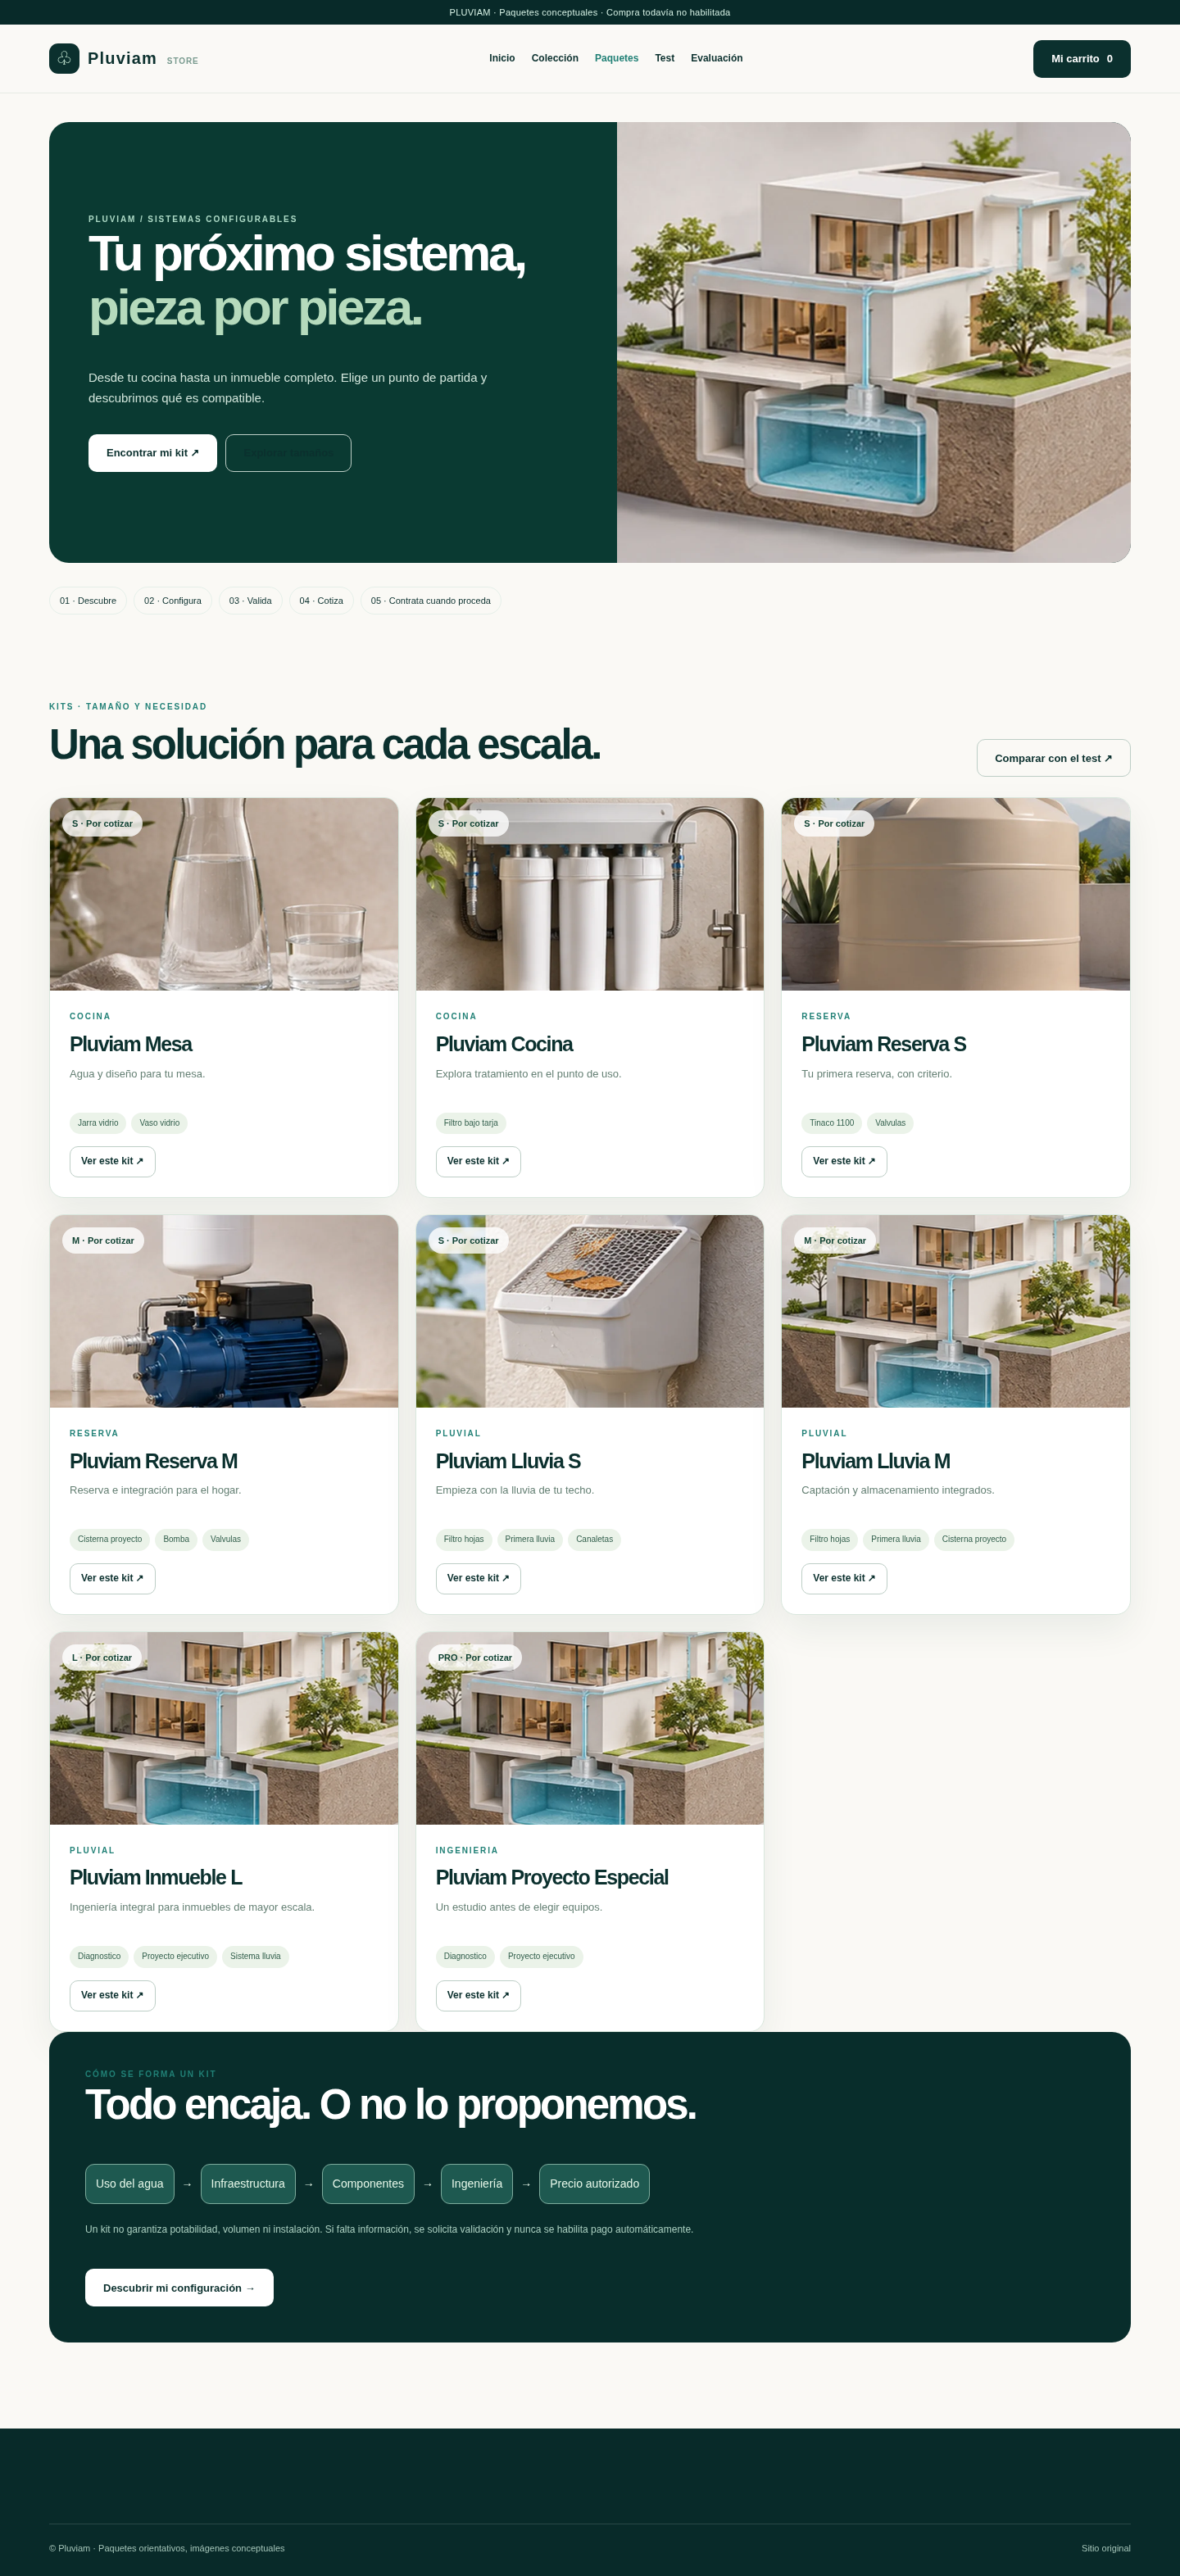 PLUVIAM · Paquetes conceptuales · Compra todavía no habilitada
Pluviam STORE
Inicio Colección Paquetes Test Evaluación
Mi carrito 0
PLUVIAM / SISTEMAS CONFIGURABLES
Tu próximo sistema,
pieza por pieza.
Desde tu cocina hasta un inmueble completo. Elige un punto de partida y
descubrimos qué es compatible.
Encontrar mi kit ↗
01 · Descubre 02 · Configura 03 · Valida 04 · Cotiza 05 · Contrata cuando proceda
KITS · TAMAÑO Y NECESIDAD
Una solución para cada escala.
Comparar con el test ↗
S · Por cotizar
COCINA
Pluviam Mesa
Agua y diseño para tu mesa.
Jarra vidrio Vaso vidrio
Ver este kit ↗
S · Por cotizar
COCINA
Pluviam Cocina
Explora tratamiento en el punto de uso.
Filtro bajo tarja
Ver este kit ↗
S · Por cotizar
RESERVA
Pluviam Reserva S
Tu primera reserva, con criterio.
Tinaco 1100 Valvulas
Ver este kit ↗
M · Por cotizar
RESERVA
Pluviam Reserva M
Reserva e integración para el hogar.
Cisterna proyecto Bomba Valvulas
Ver este kit ↗
S · Por cotizar
PLUVIAL
Pluviam Lluvia S
Empieza con la lluvia de tu techo.
Filtro hojas Primera lluvia Canaletas
Ver este kit ↗
M · Por cotizar
PLUVIAL
Pluviam Lluvia M
Captación y almacenamiento integrados.
Filtro hojas Primera lluvia Cisterna proyecto
Ver este kit ↗
L · Por cotizar
PLUVIAL
Pluviam Inmueble L
Ingeniería integral para inmuebles de mayor escala.
Diagnostico Proyecto ejecutivo Sistema lluvia
Ver este kit ↗
PRO · Por cotizar
INGENIERIA
Pluviam Proyecto Especial
Un estudio antes de elegir equipos.
Diagnostico Proyecto ejecutivo
Ver este kit ↗
CÓMO SE FORMA UN KIT
Todo encaja. O no lo proponemos.
Uso del agua → Infraestructura → Componentes → Ingeniería → Precio autorizado
Un kit no garantiza potabilidad, volumen ni instalación. Si falta información, se solicita validación y nunca se habilita pago automáticamente.
Descubrir mi configuración →
© Pluviam · Paquetes orientativos, imágenes conceptuales
Sitio original